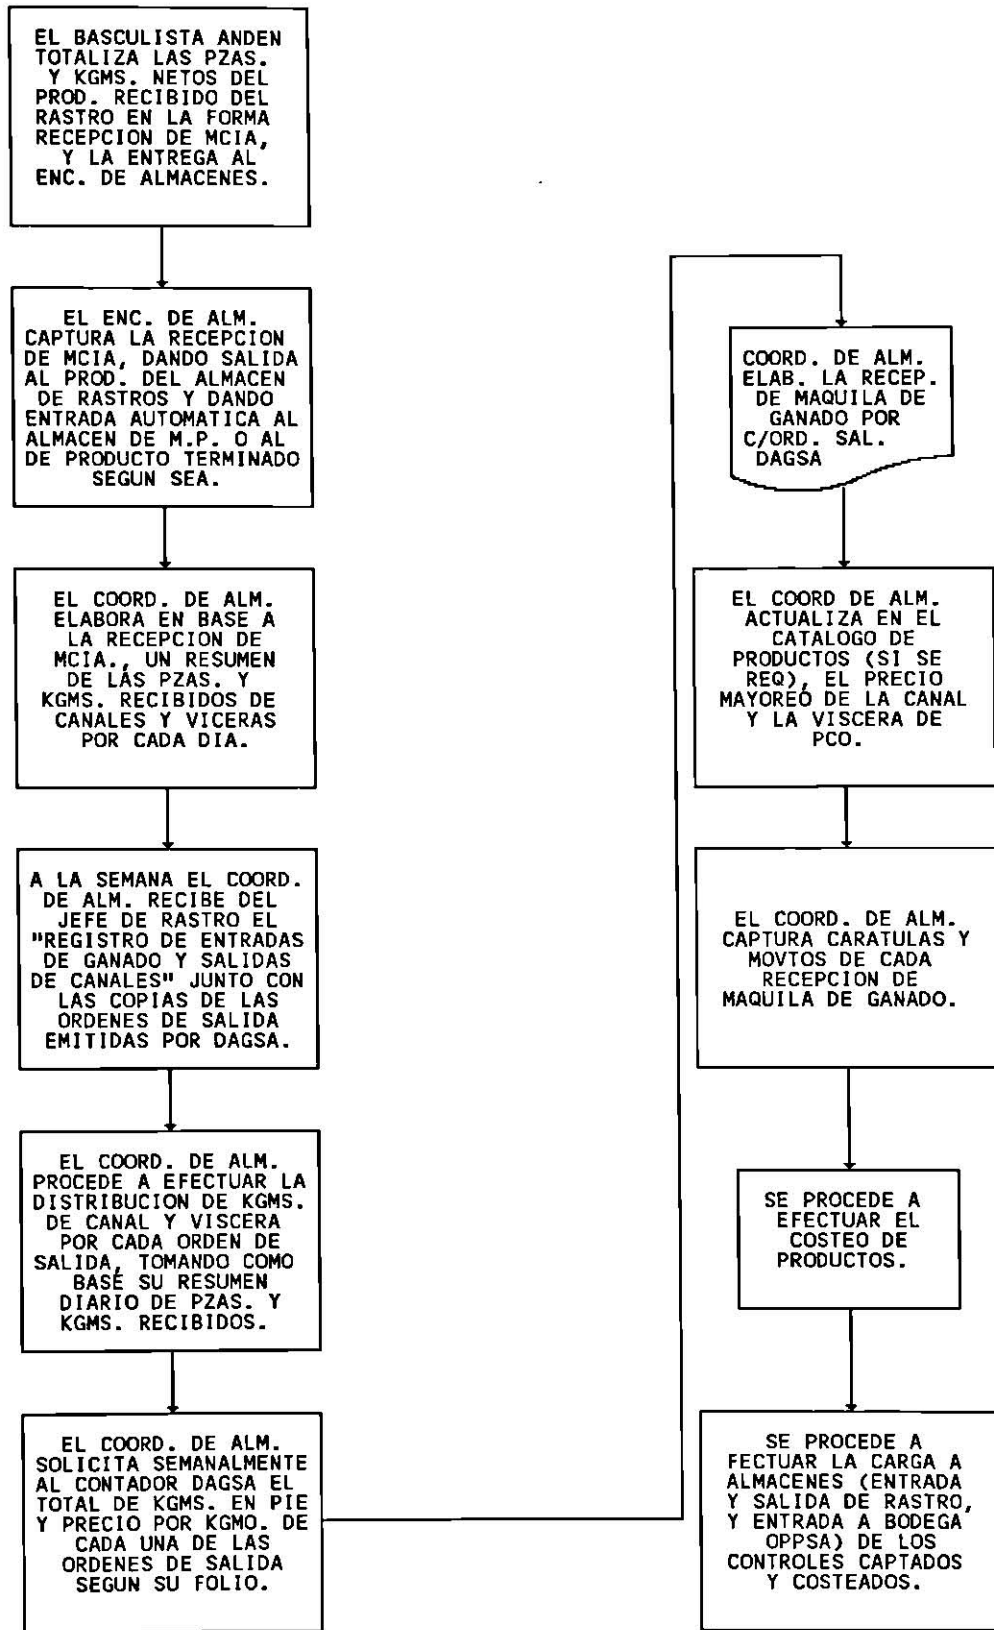 EL BASCULISTA ANDEN
TOTALIZA LAS PZAS.
Y KGMS. NETOS DEL
PROD. RECIBIDO DEL
RASTRO EN LA FORMA
RECEPCION DE MCIA,
Y LA ENTREGA AL
ENC. DE ALMACENES.
EL ENC. DE ALM.
CAPTURA LA RECEPCION
DE MCIA, DANDO SALIDA
AL PROD. DEL ALMACEN
DE RASTROS Y DANDO
ENTRADA AUTOMATICA AL
ALMACEN DE M.P. O AL
DE PRODUCTO TERMINADO
SEGUN SEA.
EL COORD. DE ALM.
ELABORA EN BASE A
LA RECEPCION DE
MCIA., UN RESUMEN
DE LAS PZAS. Y
KGMS. RECIBIDOS DE
CANALES Y VICERAS
POR CADA DIA.
A LA SEMANA EL COORD.
DE ALM. RECIBE DEL
JEFE DE RASTRO EL
"REGISTRO DE ENTRADAS
DE GANADO Y SALIDAS
DE CANALES" JUNTO CON
LAS COPIAS DE LAS
ORDENES DE SALIDA
EMITIDAS POR DAGSA.
EL COORD. DE ALM.
PROCEDE A EFECTUAR LA
DISTRIBUCION DE KGMS.
DE CANAL Y VISCERA
POR CADA ORDEN DE
SALIDA, TOMANDO COMO
BASE SU RESUMEN
DIARIO DE PZAS. Y
KGMS. RECIBIDOS.
EL COORD. DE ALM.
SOLICITA SEMANALMENTE
AL CONTADOR DAGSA EL
TOTAL DE KGMS. EN PIE
Y PRECIO POR KGMO. DE
CADA UNA DE LAS
ORDENES DE SALIDA
SEGUN SU FOLIO.
COORD. DE ALM.
ELAB. LA RECEP.
DE MAQUILA DE
GANADO POR
C/ORD. SAL.
DAGSA
EL COORD DE ALM.
ACTUALIZA EN EL
CATALOGO DE
PRODUCTOS (SI SE
REQ), EL PRECIO
MAYOREO DE LA CANAL
Y LA VISCERA DE
PCO.
EL COORD. DE ALM.
CAPTURA CARATULAS Y
MOVTOS DE CADA
RECEPCION DE
MAQUILA DE GANADO.
SE PROCEDE A
EFECTUAR EL
COSTEO DE
PRODUCTOS.
SE PROCEDE A
FECTUAR LA CARGA A
ALMACENES (ENTRADA
Y SALIDA DE RASTRO,
Y ENTRADA A BODEGA
OPPSA) DE LOS
CONTROLES CAPTADOS
Y COSTEADOS.